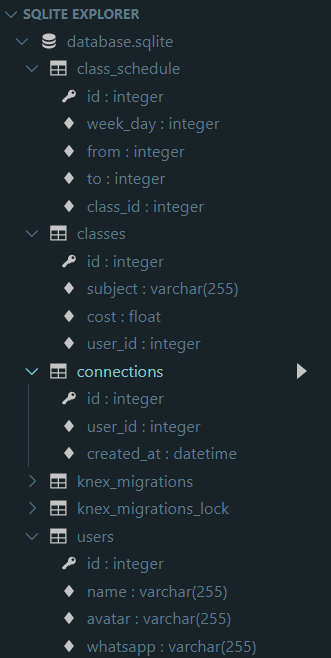 SQLITE EXPLORER
database.sqlite
class_schedule
id : integer
week_day : integer
from : integer
to : integer
class_id : integer
classes
id : integer
subject : varchar(255)
cost : float
user_id : integer
connections
id : integer
user_id : integer
created_at : datetime
knex_migrations
knex_migrations_lock
users
id : integer
name : varchar(255)
avatar : varchar(255)
whatsapp : varchar(255)